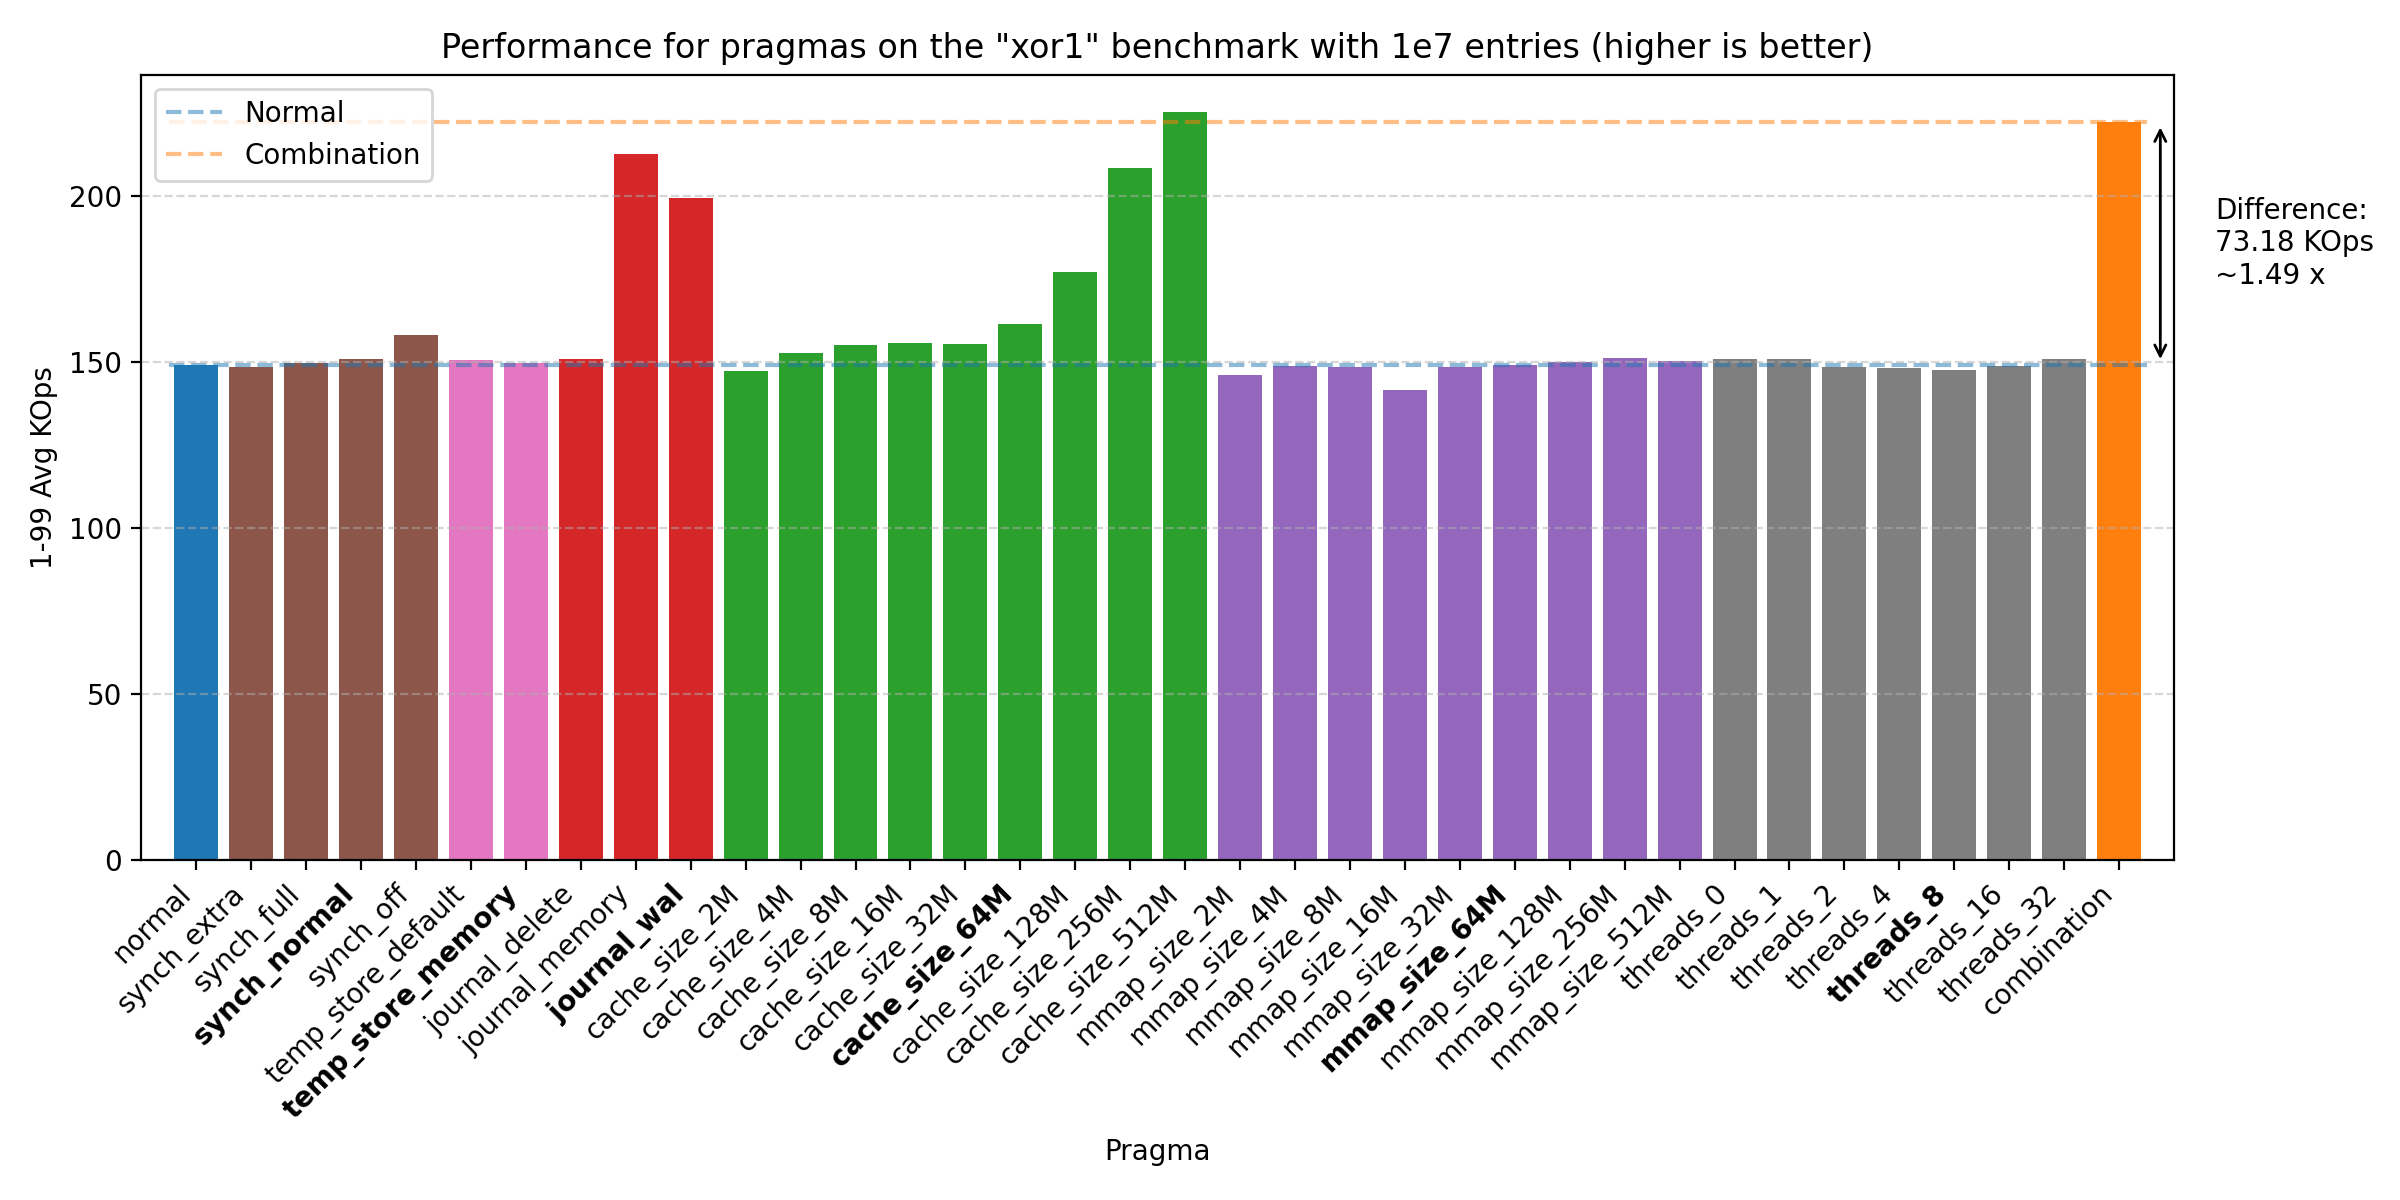 Performance for pragmas on the "xor1" benchmark with 1e7 entries (higher is better)
Normal
Combination
1-99 Avg KOps
200
150
100
50
0
Difference:
73.18 KOps
~1.49 x
normal
synch_extra
synch_full
synch_normal
synch_off
temp_store_default
temp_store_memory
journal_delete
journal_memory
journal_wal
cache_size_2M
cache_size_4M
cache_size_8M
cache_size_16M
cache_size_32M
cache_size_64M
cache_size_128M
cache_size_256M
cache_size_512M
mmap_size_2M
mmap_size_4M
mmap_size_8M
mmap_size_16M
mmap_size_32M
mmap_size_64M
mmap_size_128M
mmap_size_256M
mmap_size_512M
threads_0
threads_1
threads_2
threads_4
threads_8
threads_16
threads_32
combination
Pragma